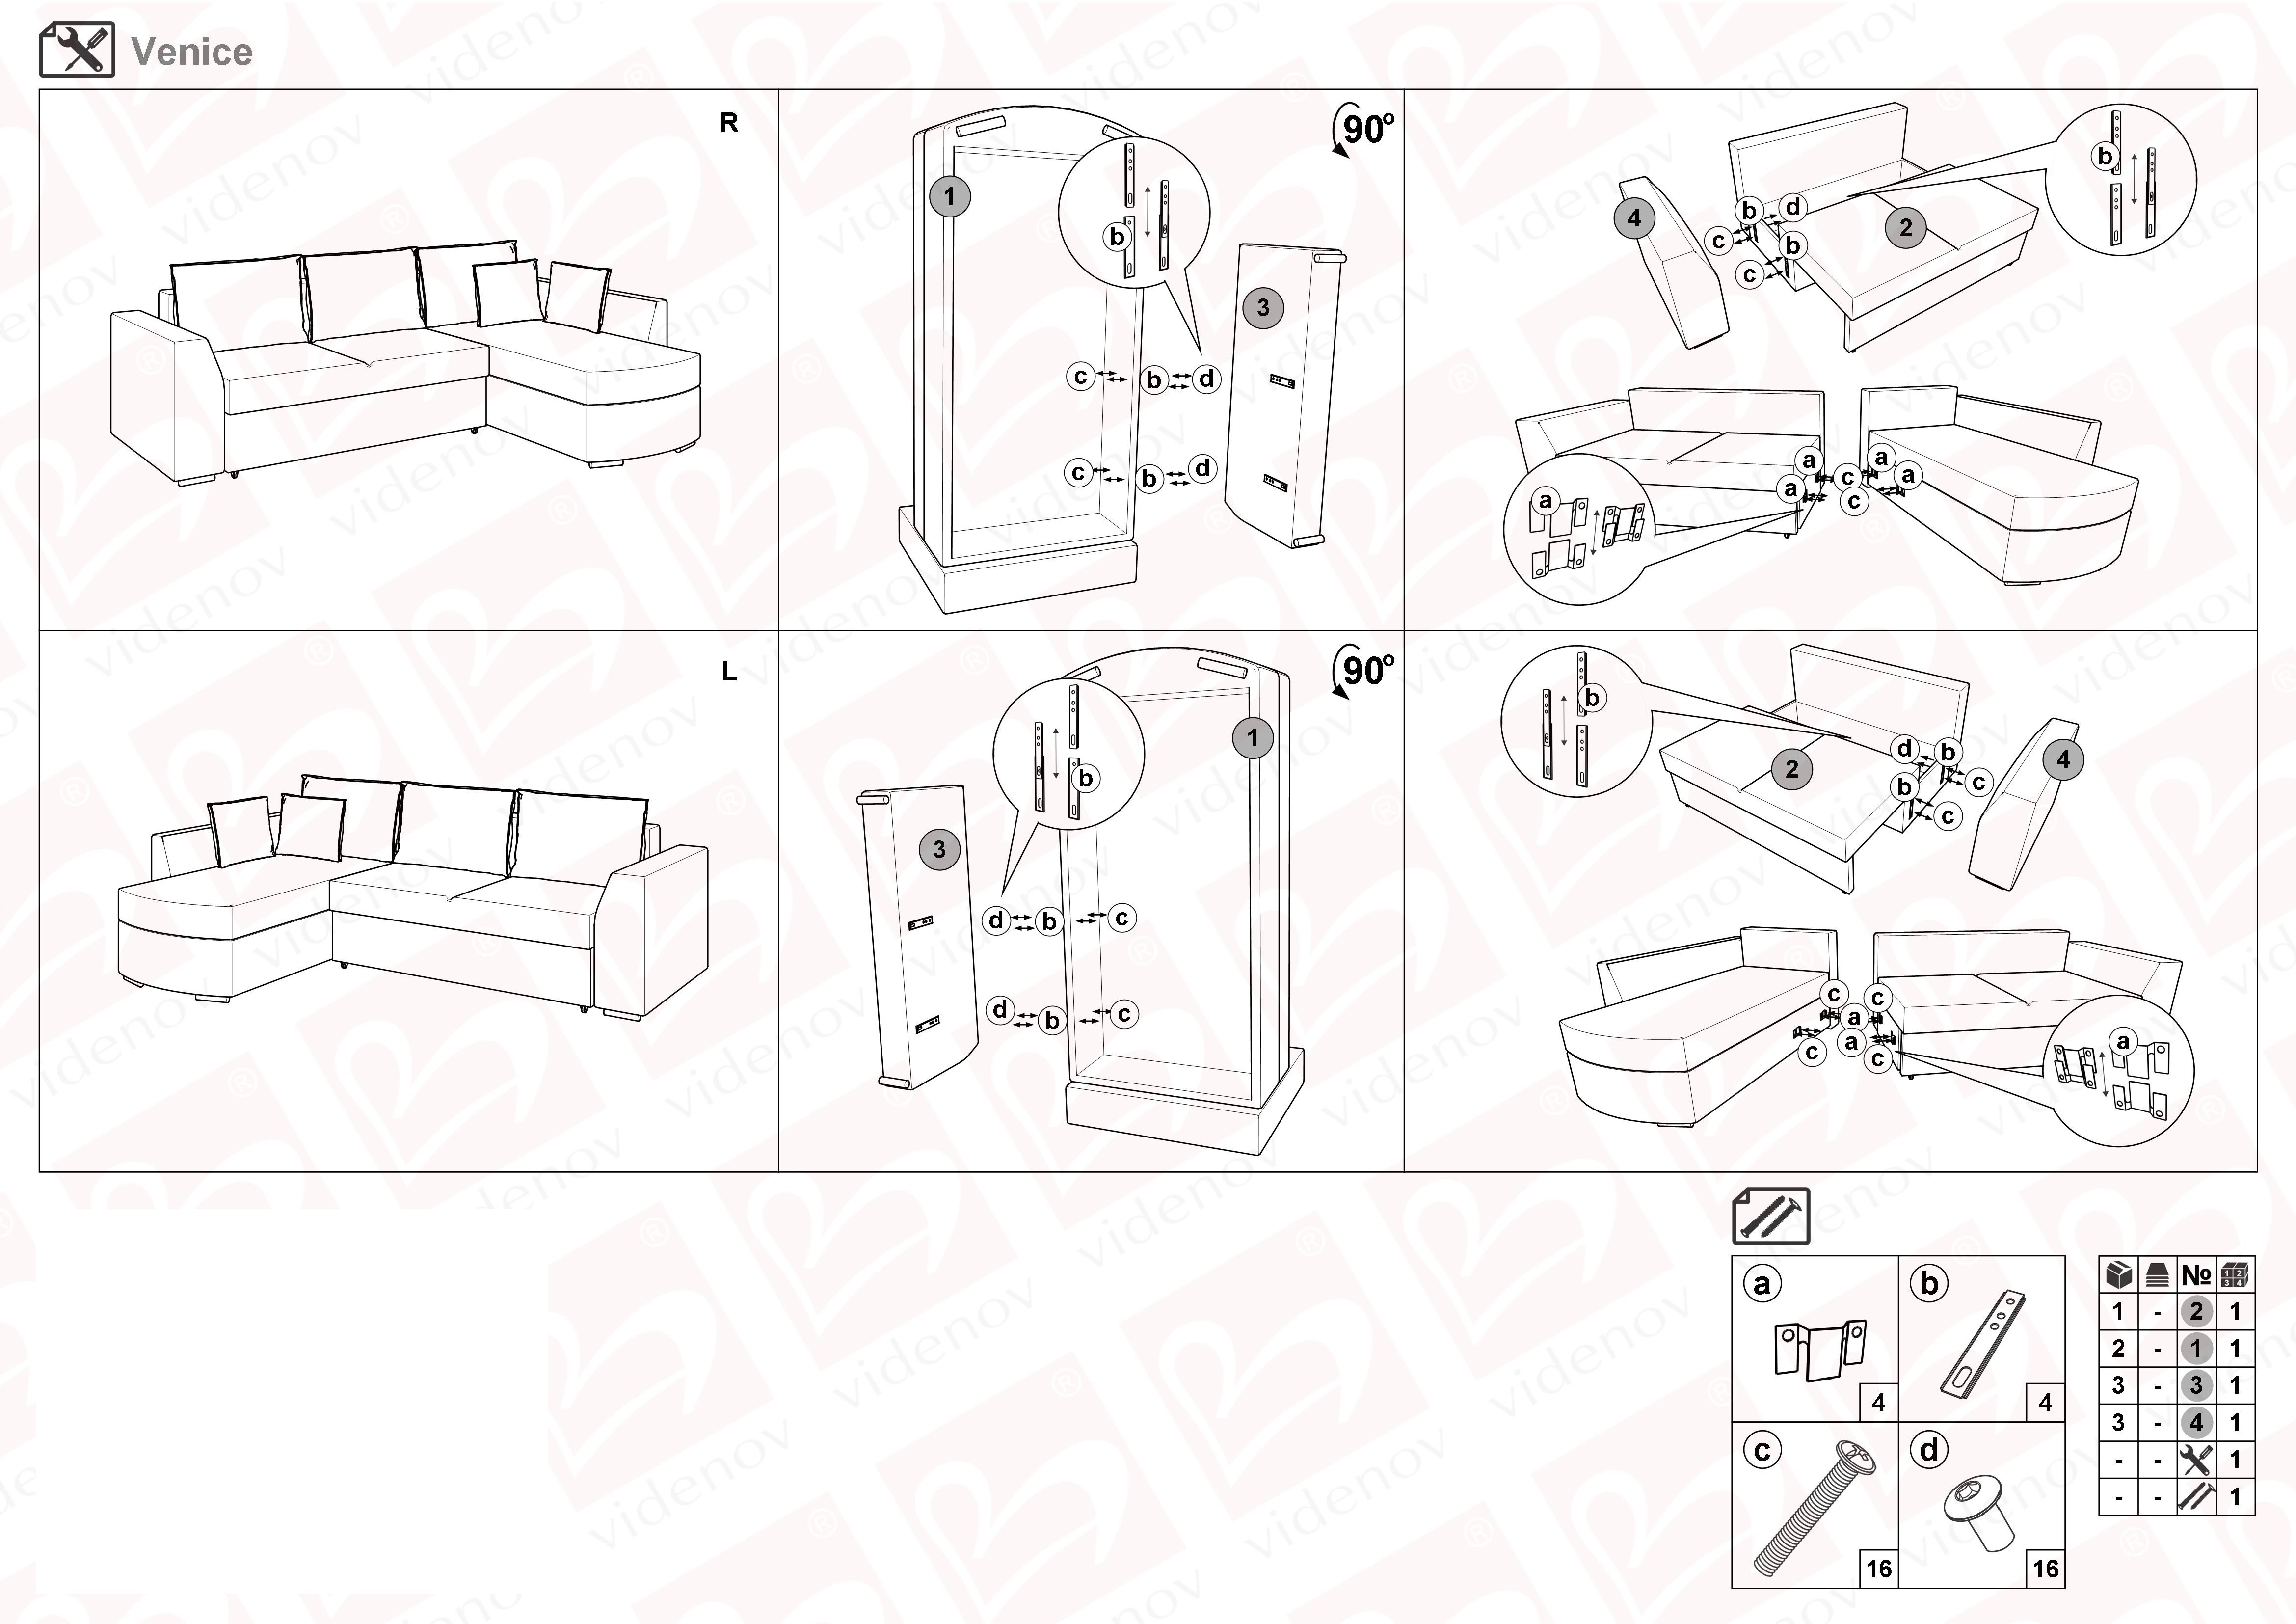 Venice
R
90°
1
b
3
c b d
c b d
4
b d
c b
c
2
b
a
a c a
a c a
L
90°
b
1
3
d b c
d b c
b
2
d b
b c
c
4
c c
a
a
c c
a
a b
4 4
c d
16 16
№
1 - 2 1
2 - 1 1
3 - 3 1
3 - 4 1
- - 1
- - 1
videnov